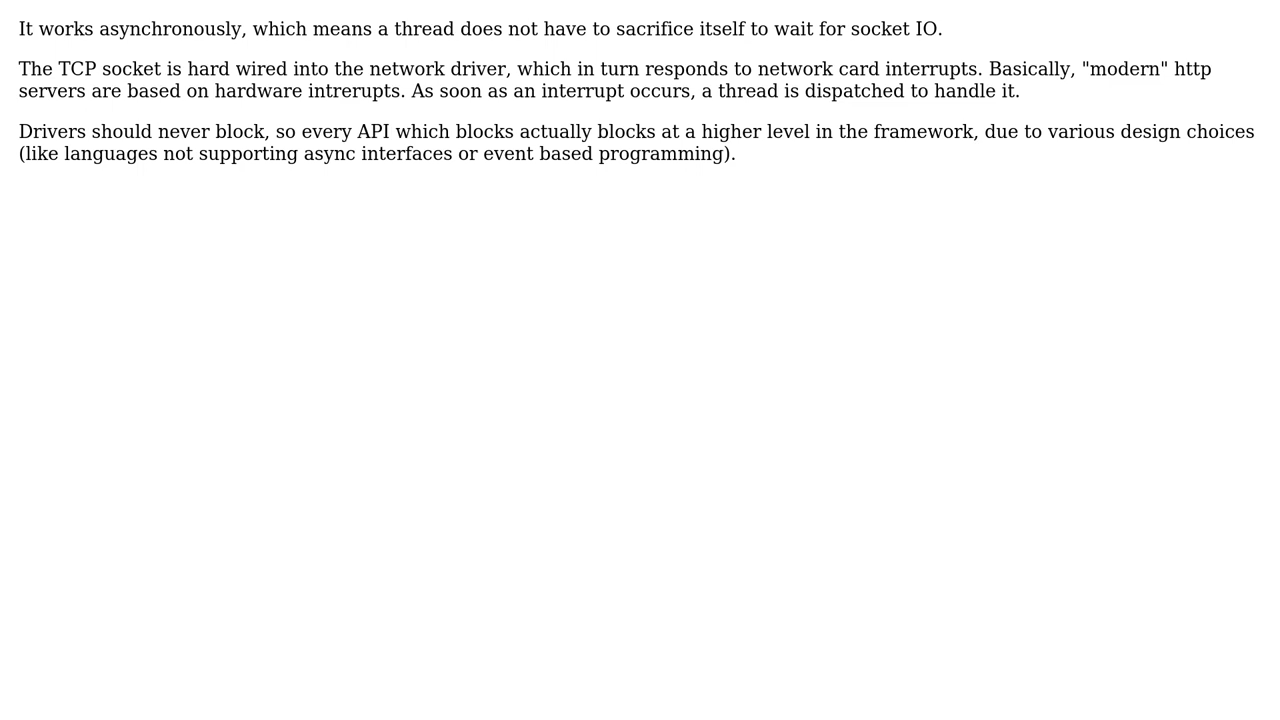 It works asynchronously, which means a thread does not have to sacrifice itself to wait for socket IO.
The TCP socket is hard wired into the network driver, which in turn responds to network card interrupts. Basically, "modern" http
servers are based on hardware intrerupts. As soon as an interrupt occurs, a thread is dispatched to handle it.
Drivers should never block, so every API which blocks actually blocks at a higher level in the framework, due to various design choices
(like languages not supporting async interfaces or event based programming).